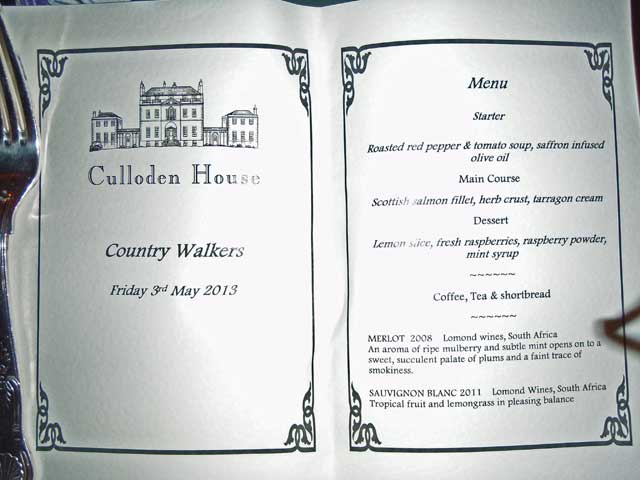 Culloden House
Country Walkers
Friday 3rd May 2013
Menu
Starter
Roasted red pepper & tomato soup, saffron infused
olive oil
Main Course
Scottish salmon fillet, herb crust, tarragon cream
Dessert
Lemon slice, fresh raspberries, raspberry powder,
mint syrup
~~~~~~
Coffee, Tea & shortbread
~~~~~~
MERLOT 2008 Lomond wines, South Africa
An aroma of ripe mulberry and subtle mint opens on to a
sweet, succulent palate of plums and a faint trace of
smokiness.
SAUVIGNON BLANC 2011 Lomond Wines, South Africa
Tropical fruit and lemongrass in pleasing balance